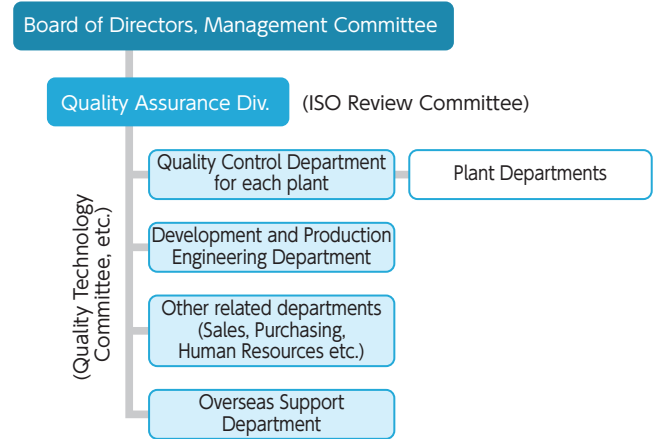 Board of Directors, Management Committee
Quality Assurance Div.
(ISO Review Committee)
Quality Control Department
for each plant
Plant Departments
Development and Production
Engineering Department
Other related departments
(Sales, Purchasing,
Human Resources etc.)
Overseas Support
Department
(Quality Technology
Committee, etc.)